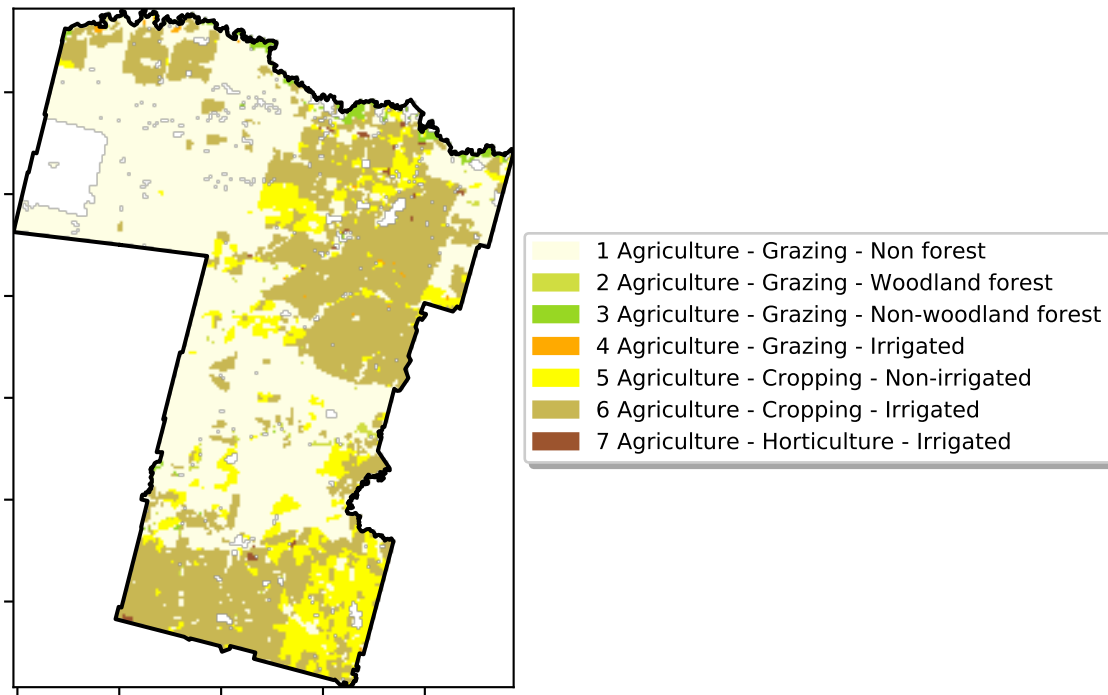 1 Agriculture - Grazing - Non forest
2 Agriculture - Grazing - Woodland forest
3 Agriculture - Grazing - Non-woodland forest
4 Agriculture - Grazing - Irrigated
5 Agriculture - Cropping - Non-irrigated
6 Agriculture - Cropping - Irrigated
7 Agriculture - Horticulture - Irrigated